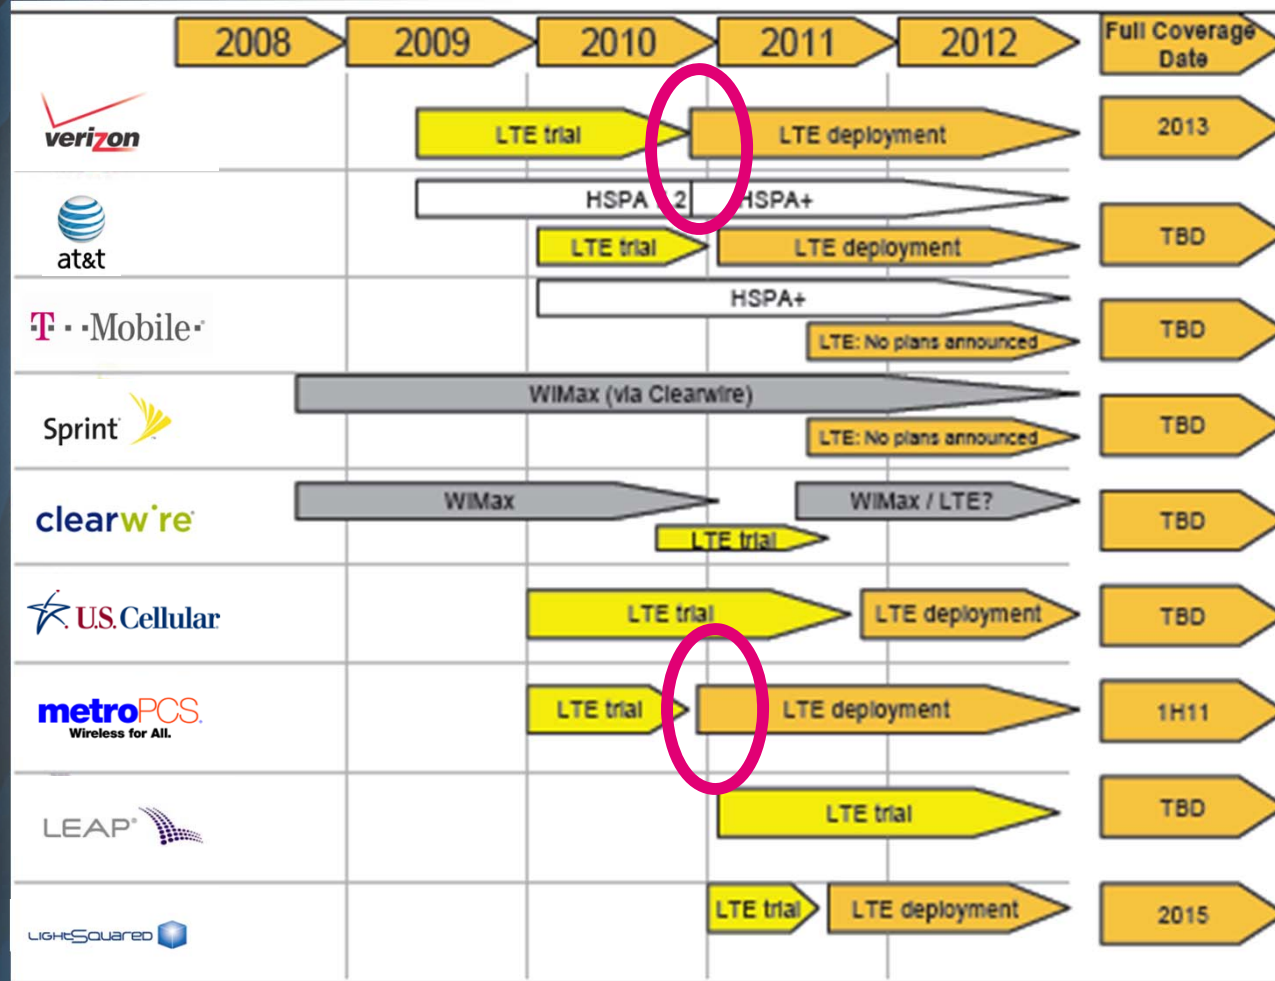 2008 2009 2010 2011 2012 Full Coverage
Date
verizon
LTE trial LTE deployment 2013
HSPA 2 HSPA+
at&t
LTE trial LTE deployment TBD
HSPA+
T··Mobile·
LTE: No plans announced TBD
WiMax (via Clearwire)
Sprint
LTE: No plans announced TBD
WiMax WiMax / LTE?
clearwire
LTE trial TBD
U.S. Cellular
LTE trial LTE deployment TBD
metroPCS.
Wireless for All.
LTE trial LTE deployment 1H11
LEAP
LTE trial TBD
LIGHTSQUARED
LTE trial LTE deployment 2015